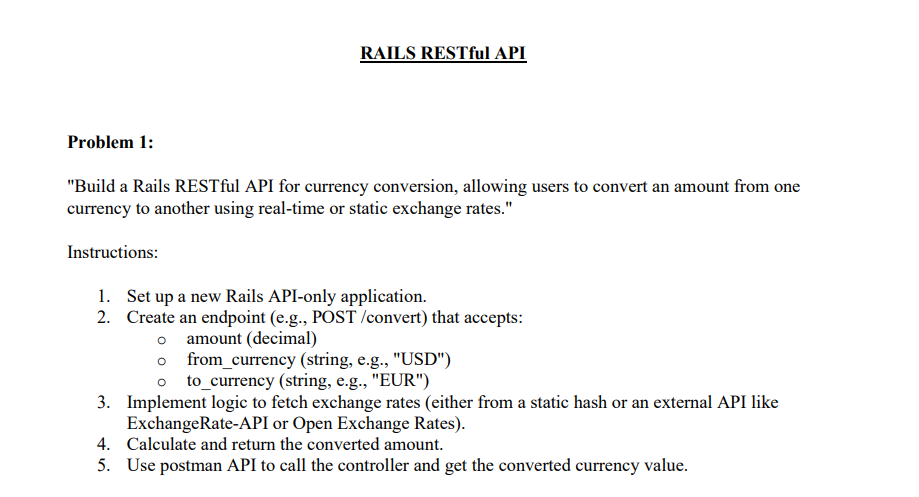 RAILS RESTful API
Problem 1:
"Build a Rails RESTful API for currency conversion, allowing users to convert an amount from one
currency to another using real-time or static exchange rates."
Instructions:
1. Set up a new Rails API-only application.
2. Create an endpoint (e.g., POST /convert) that accepts:
o amount (decimal)
o from_currency (string, e.g., "USD")
o to_currency (string, e.g., "EUR")
3. Implement logic to fetch exchange rates (either from a static hash or an external API like
ExchangeRate-API or Open Exchange Rates).
4. Calculate and return the converted amount.
5. Use postman API to call the controller and get the converted currency value.